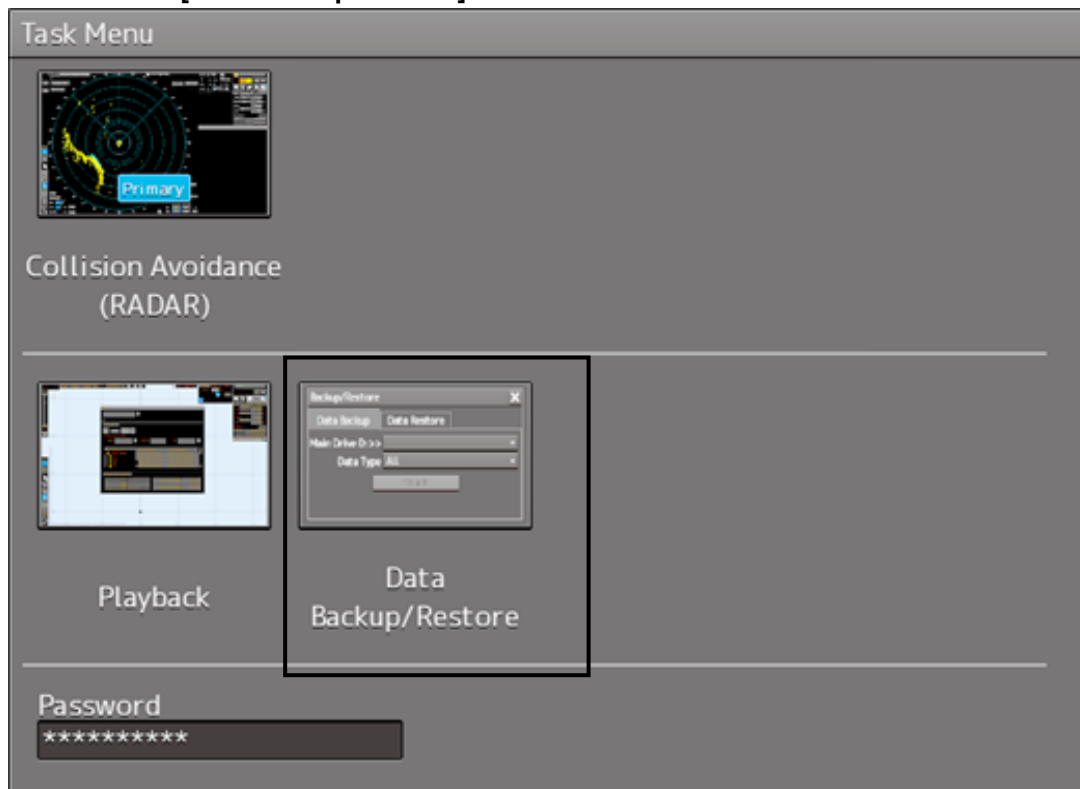 Task Menu
Primary
Collision Avoidance
(RADAR)
Backup/Restore X
Data Backup Data Restore
Main Drive D:>>
Data Type All
Start
Playback
Data
Backup/Restore
Password
**********